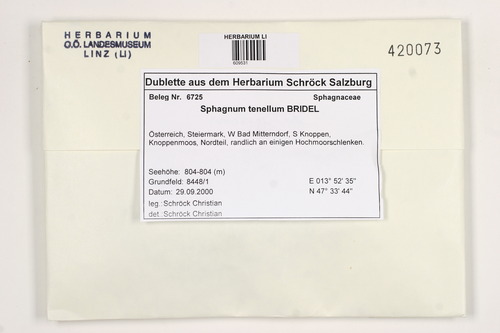 HERBARIUM
O.Ö. LANDESMUSEUM
LINZ (LI)
HERBARIUM LI
609531
420073
Dublette aus dem Herbarium Schröck Salzburg
Beleg Nr. 6725 Sphagnaceae
Sphagnum tenellum BRIDEL
Österreich, Steiermark, W Bad Mitterndorf, S Knoppen,
Knoppenmoos, Nordteil, randlich an einigen Hochmoorschlenken.
Seehöhe: 804-804 (m)
Grundfeld: 8448/1 E 013° 52' 35"
Datum: 29.09.2000 N 47° 33' 44"
leg.:Schröck Christian
det.:Schröck Christian